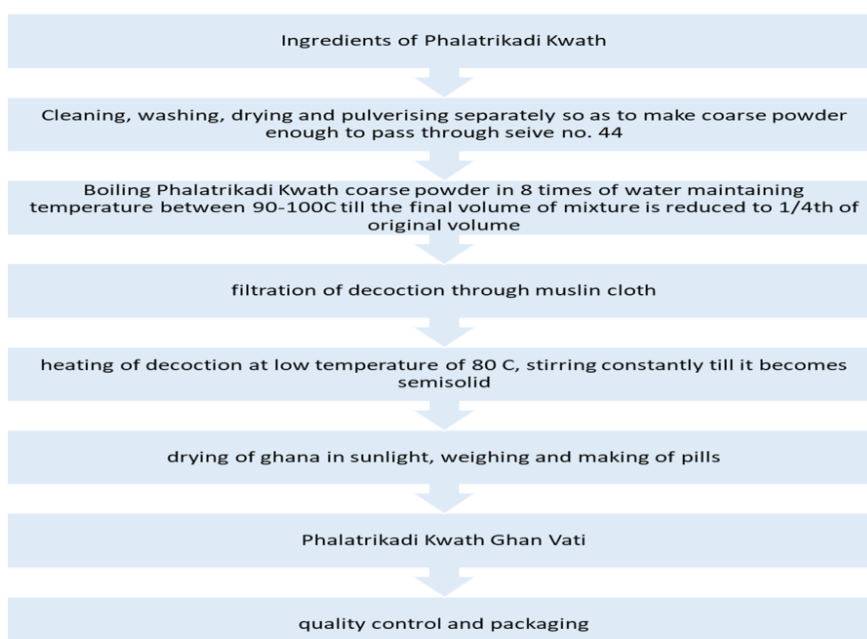 Ingredients of Phalatrikadi Kwath
Cleaning, washing, drying and pulverising separately so as to make coarse powder
enough to pass through seive no. 44
Boiling Phalatrikadi Kwath coarse powder in 8 times of water maintaining
temperature between 90-100C till the final volume of mixture is reduced to 1/4th of
original volume
filtration of decoction through muslin cloth
heating of decoction at low temperature of 80 C, stirring constantly till it becomes
semisolid
drying of ghana in sunlight, weighing and making of pills
Phalatrikadi Kwath Ghan Vati
quality control and packaging